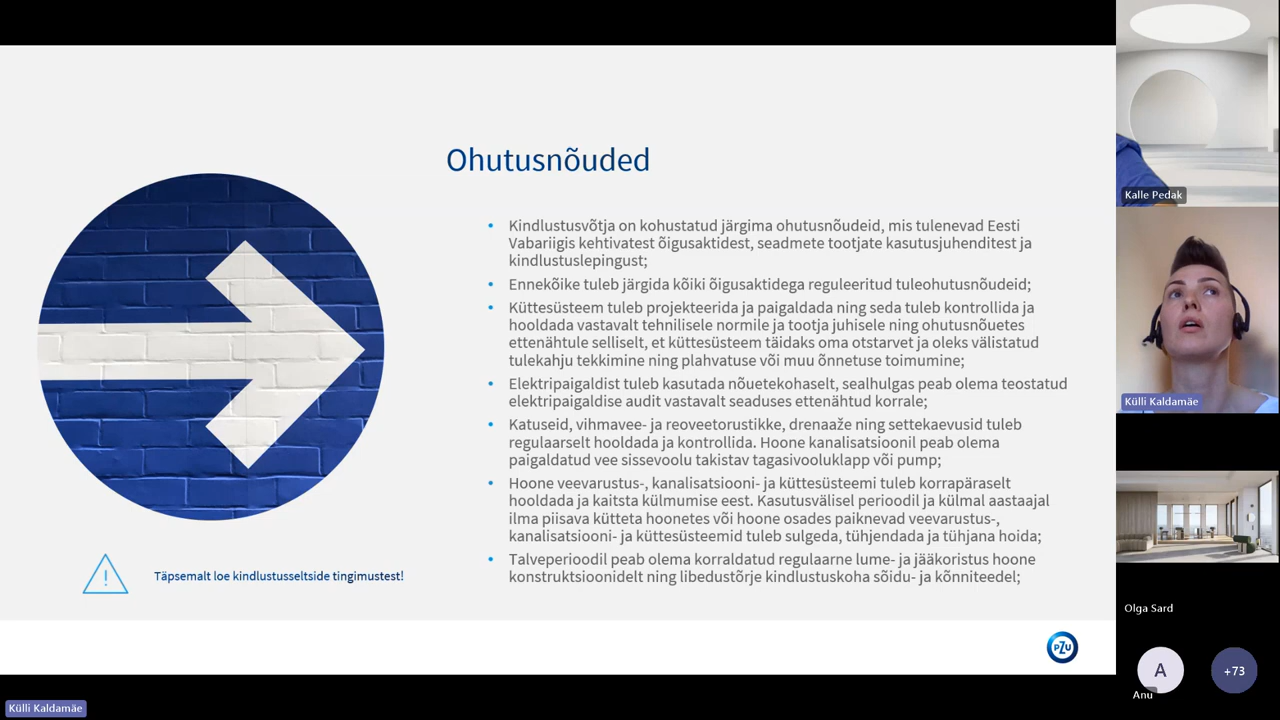 Ohutusnõuded
Kindlustusvõtja on kohustatud järgima ohutusnõudeid, mis tulenevad Eesti
Vabariigis kehtivatest õigusaktidest, seadmete tootjate kasutusjuhenditest ja
kindlustuslepingust;
Ennekõike tuleb järgida kõiki õigusaktidega reguleeritud tuleohutusnõudeid;
Küttesüsteem tuleb projekteerida ja paigaldada ning seda tuleb kontrollida ja
hooldada vastavalt tehnilisele normile ja tootja juhisele ning ohutusnõuetes
ettenähtule selliselt, et küttesüsteem täidaks oma otstarvet ja oleks välistatud
tulekahju tekkimine ning plahvatuse või muu õnnetuse toimumine;
Elektripaigaldist tuleb kasutada nõuetekohaselt, sealhulgas peab olema teostatud
elektripaigaldise audit vastavalt seaduses ettenähtud korrale;
Katuseid, vihmavee- ja reoveetorustikke, drenaaže ning settekaevusid tuleb
regulaarselt hooldada ja kontrollida. Hoone kanalisatsioonil peab olema
paigaldatud vee sissevoolu takistav tagasivooluklapp või pump;
Hoone veevarustus-, kanalisatsiooni- ja küttesüsteemi tuleb korrapäraselt
hooldada ja kaitsta külmumise eest. Kasutusvälisel perioodil ja külmal aastaajal
ilma piisava kütteta hoonetes või hoone osades paiknevad veevarustus-,
kanalisatsiooni- ja küttesüsteemid tuleb sulgeda, tühjendada ja tühjana hoida;
Talveperioodil peab olema korraldatud regulaarne lume- ja jääkoristus hoone
konstruktsioonidelt ning libedustõrje kindlustuskoha sõidu- ja kõnniteedel;
Täpsemalt loe kindlustusseltside tingimustest!
PZU
Külli Kaldamäe
Kalle Pedak
Külli Kaldamäe
Olga Sard
A
Anu
+73